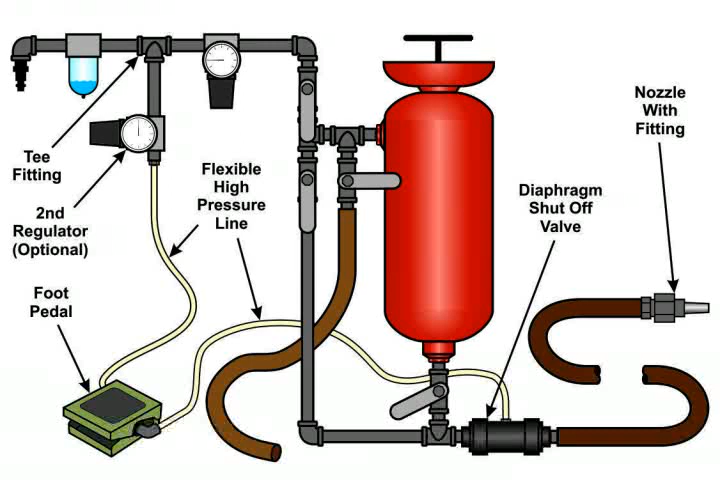 Nozzle
With
Fitting
Tee
Fitting
Flexible
High
Pressure
Line
Diaphragm
Shut Off
Valve
2nd
Regulator
(Optional)
Foot
Pedal